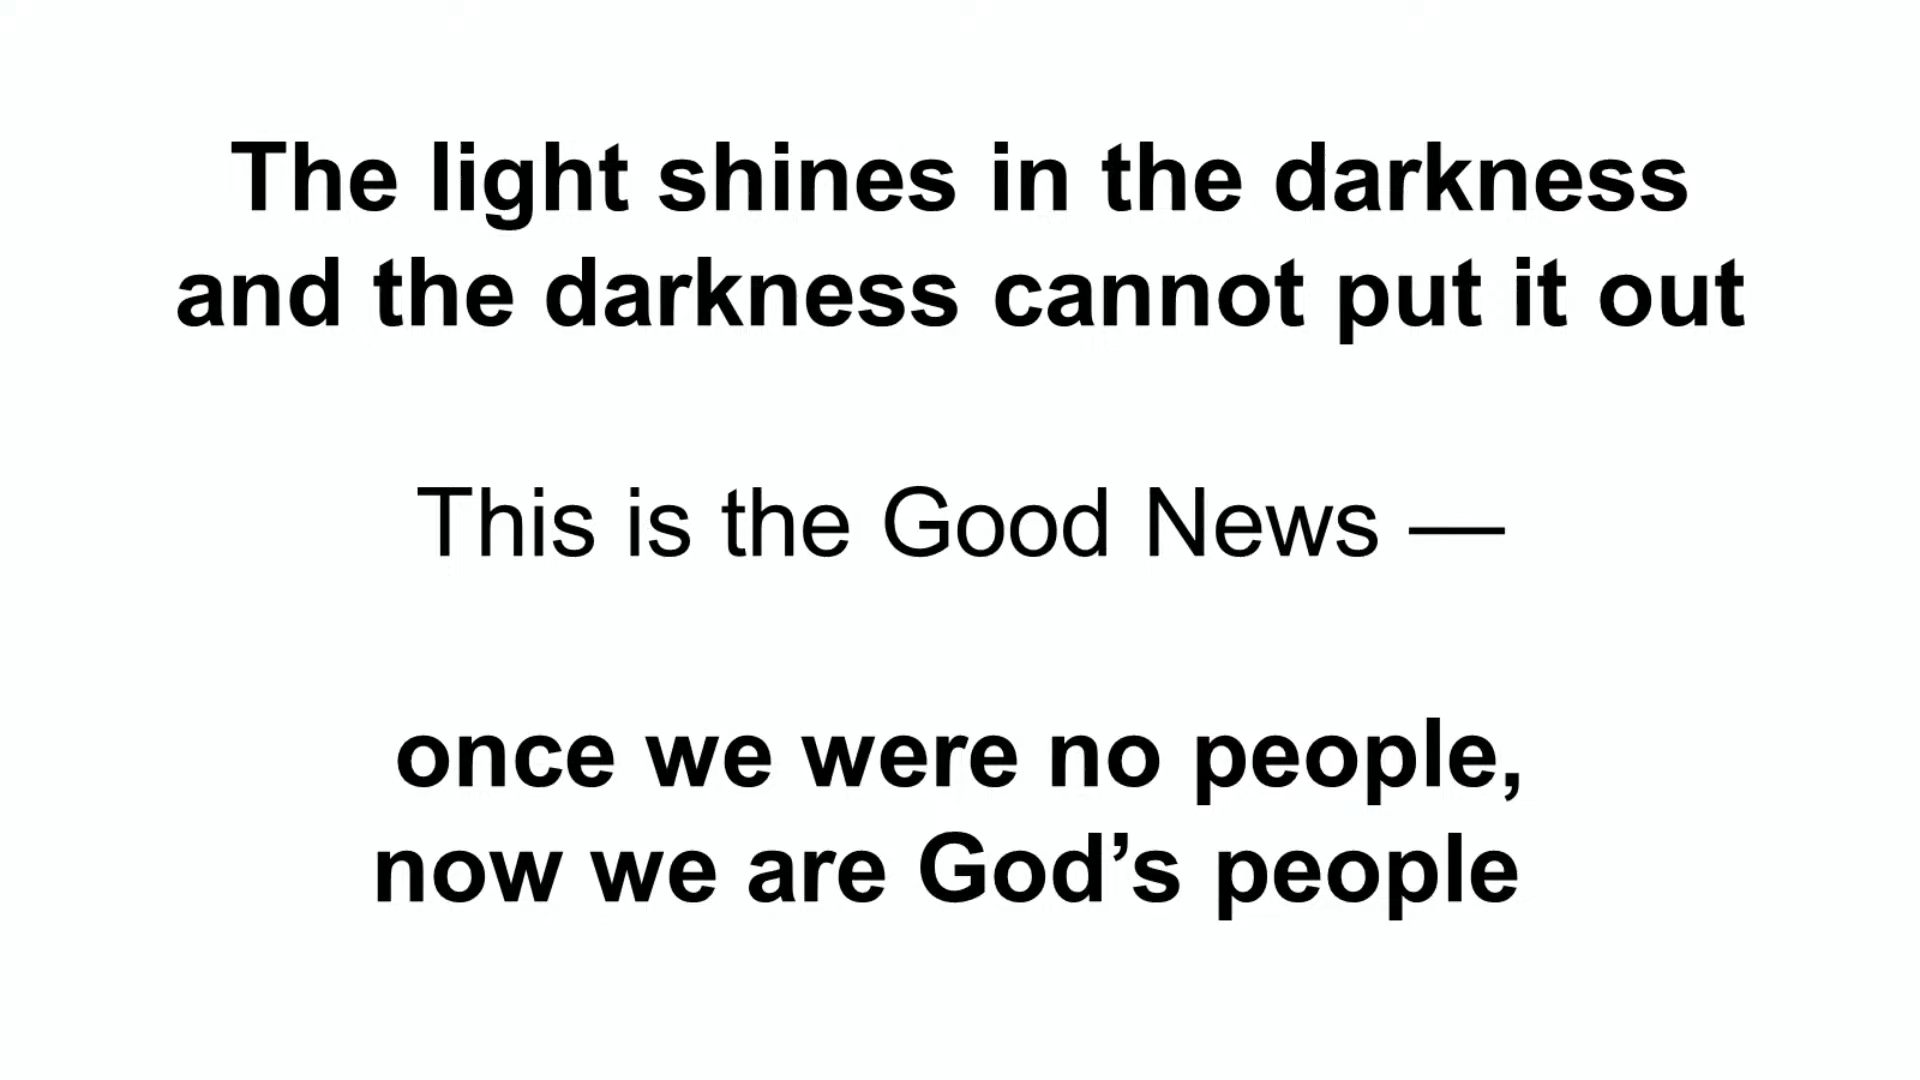 The light shines in the darkness
and the darkness cannot put it out
This is the Good News —
once we were no people,
now we are God’s people